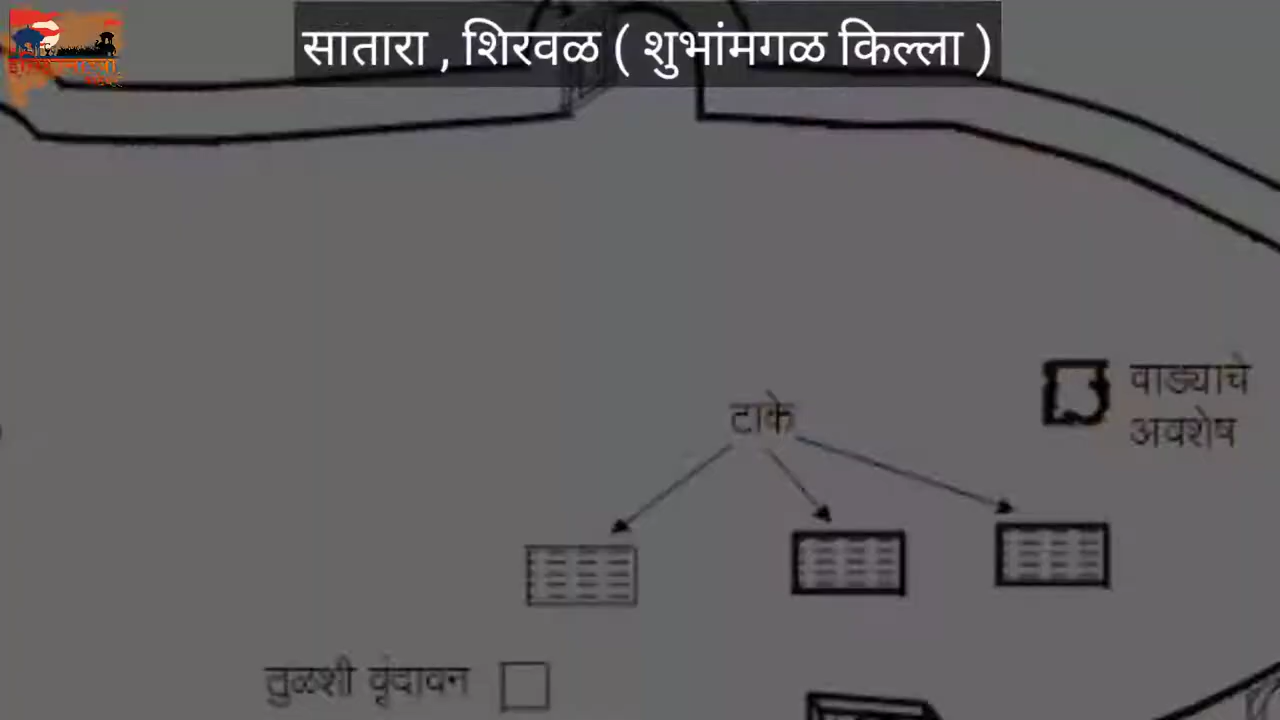 सातारा , शिरवळ ( शुभांमगळ किल्ला )
वाड्याचे
अवशेष
टाके
तुळशी वृंदावन